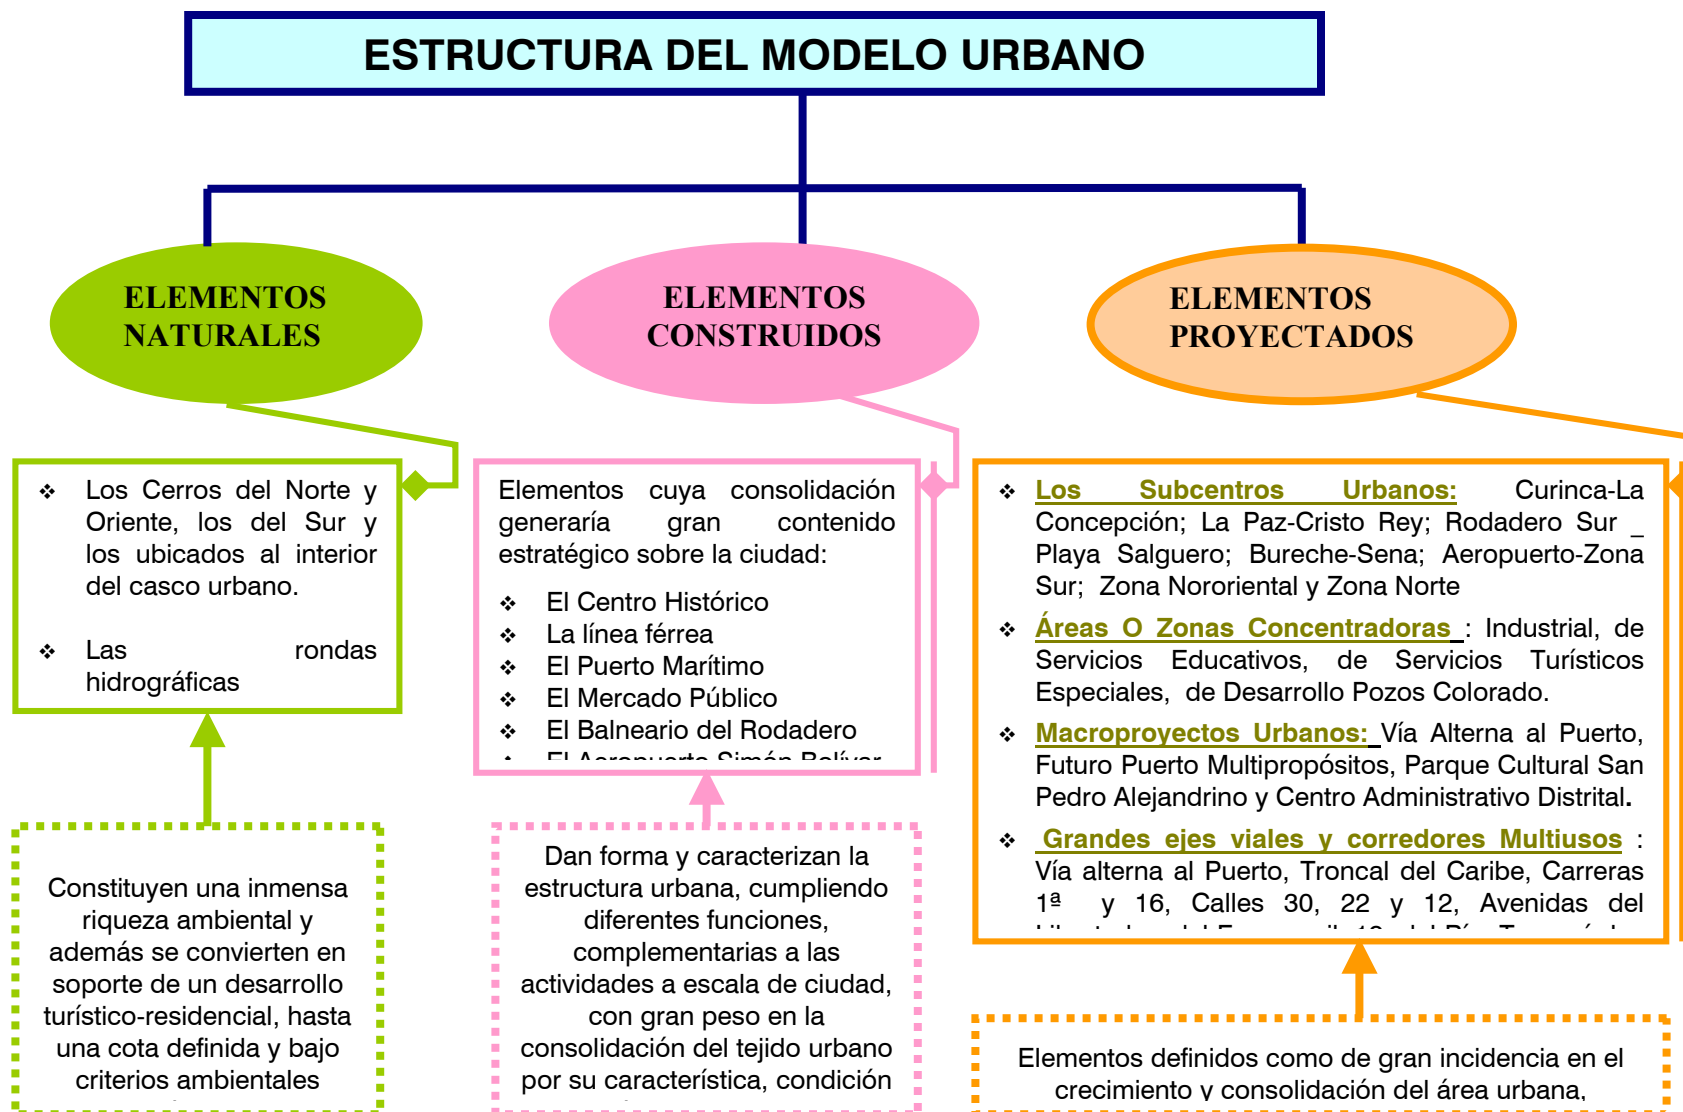 ESTRUCTURA DEL MODELO URBANO
ELEMENTOS
NATURALES
ELEMENTOS
CONSTRUIDOS
ELEMENTOS
PROYECTADOS
❖ Los Cerros del Norte y
Oriente, los del Sur y
los ubicados al interior
del casco urbano.
❖ Las rondas
hidrográficas
Constituyen una inmensa
riqueza ambiental y
además se convierten en
soporte de un desarrollo
turístico-residencial, hasta
una cota definida y bajo
criterios ambientales
Elementos cuya consolidación
generaría gran contenido
estratégico sobre la ciudad:
❖ El Centro Histórico
❖ La línea férrea
❖ El Puerto Marítimo
❖ El Mercado Público
❖ El Balneario del Rodadero
❖ El Aeropuerto Simón Bolívar
Dan forma y caracterizan la
estructura urbana, cumpliendo
diferentes funciones,
complementarias a las
actividades a escala de ciudad,
con gran peso en la
consolidación del tejido urbano
por su característica, condición
❖ Los Subcentros Urbanos: Curinca-La
Concepción; La Paz-Cristo Rey; Rodadero Sur _
Playa Salguero; Bureche-Sena; Aeropuerto-Zona
Sur; Zona Nororiental y Zona Norte
❖ Áreas O Zonas Concentradoras : Industrial, de
Servicios Educativos, de Servicios Turísticos
Especiales, de Desarrollo Pozos Colorado.
❖ Macroproyectos Urbanos: Vía Alterna al Puerto,
Futuro Puerto Multipropósitos, Parque Cultural San
Pedro Alejandrino y Centro Administrativo Distrital.
❖ Grandes ejes viales y corredores Multiusos :
Vía alterna al Puerto, Troncal del Caribe, Carreras
1ª y 16, Calles 30, 22 y 12, Avenidas del
Elementos definidos como de gran incidencia en el
crecimiento y consolidación del área urbana,